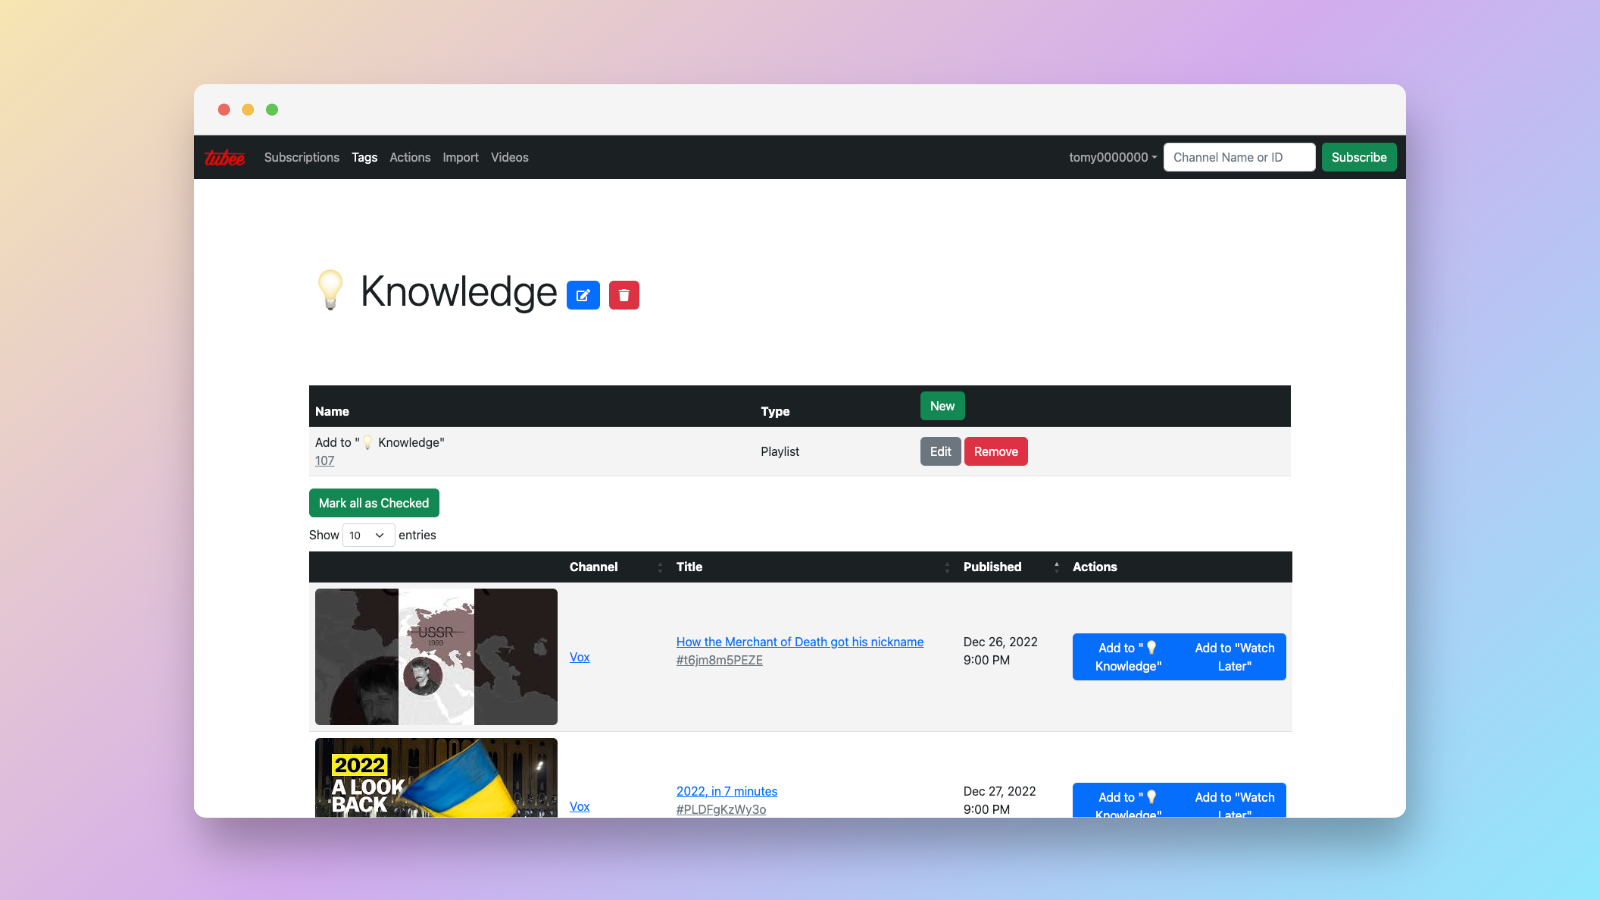 tubee Subscriptions Tags Actions Import Videos tomy0000000 Channel Name or ID Subscribe
💡 Knowledge
Name Type New
Add to "💡 Knowledge" Playlist Edit Remove
107
Mark all as Checked
Show 10 entries
Channel Title Published Actions
USSR
1989
Vox
How the Merchant of Death got his nickname
#t6jm8m5PEZE
Dec 26, 2022
9:00 PM
Add to "💡
Knowledge"
Add to "Watch
Later"
2022
A LOOK
BACK
Vox
2022, in 7 minutes
#PLDFgKzWy3o
Dec 27, 2022
9:00 PM
Add to "💡
Knowledge"
Add to "Watch
Later"